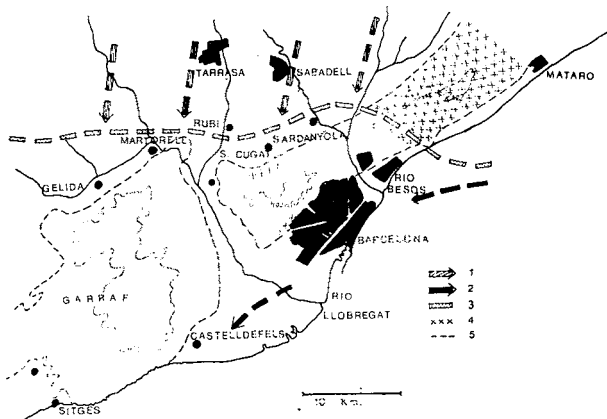 TARRASA
SABADELL
MATARO
RUBI
SARDANYOLA
MARTORELL
S. CUGAT
GELIDA
RIO
BESOS
BARCELONA
1
2
GARRAF
3
RIO
xxx 4
LLOBREGAT
5
CASTELLDEFELS
10 Km.
SITGES